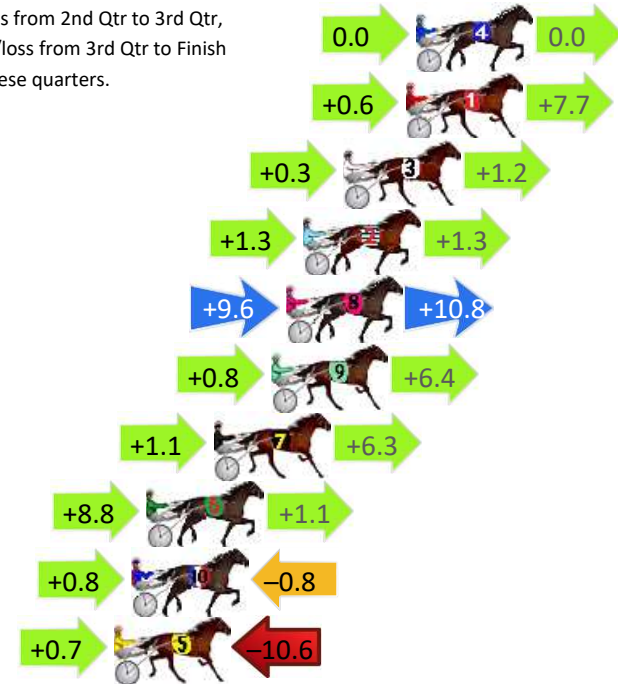 s from 2nd Qtr to 3rd Qtr,
/loss from 3rd Qtr to Finish
ese quarters.
0.0 4 0.0
+0.6 1 +7.7
+0.3 3 +1.2
+1.3 +1.3
+9.6 8 +10.8
+0.8 9 +6.4
+1.1 7 +6.3
+8.8 +1.1
+0.8 10 –0.8
+0.7 5 –10.6